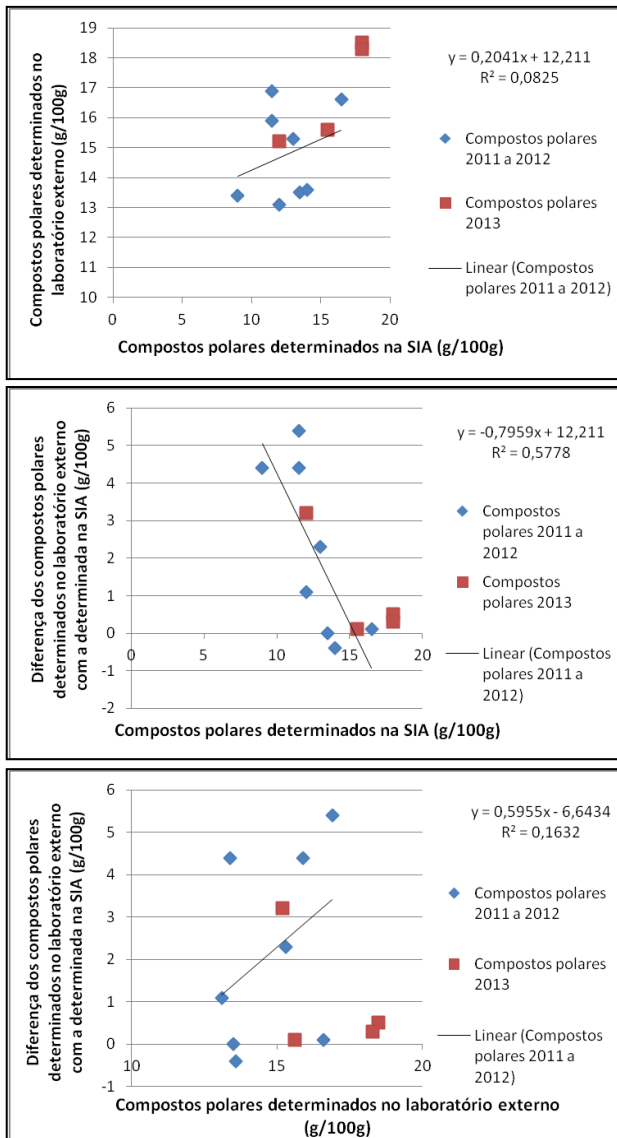 Compostos polares determinados no
laboratório externo (g/100g)
19
18
17
16
15
14
13
12
11
10
0
5
10
15
20
Compostos polares determinados na SIA (g/100g)
y = 0,2041x + 12,211
R² = 0,0825
Compostos polares
2011 a 2012
Compostos polares
2013
Linear (Compostos
polares 2011 a 2012)
Diferença dos compostos polares
determinados no laboratório externo
com a determinada na SIA (g/100g)
6
5
4
3
2
1
0
-1
-2
0
5
10
15
20
Compostos polares determinados na SIA (g/100g)
y = -0,7959x + 12,211
R² = 0,5778
Compostos
polares 2011 a
2012
Compostos
polares 2013
Linear (Compostos
polares 2011 a
2012)
Diferença dos compostos polares
determinados no laboratório externo
com a determinada na SIA (g/100g)
6
5
4
3
2
1
0
-1
10
15
20
Compostos polares determinados no laboratório externo
(g/100g)
y = 0,5955x - 6,6434
R² = 0,1632
Compostos polares
2011 a 2012
Compostos polares
2013
Linear (Compostos
polares 2011 a
2012)